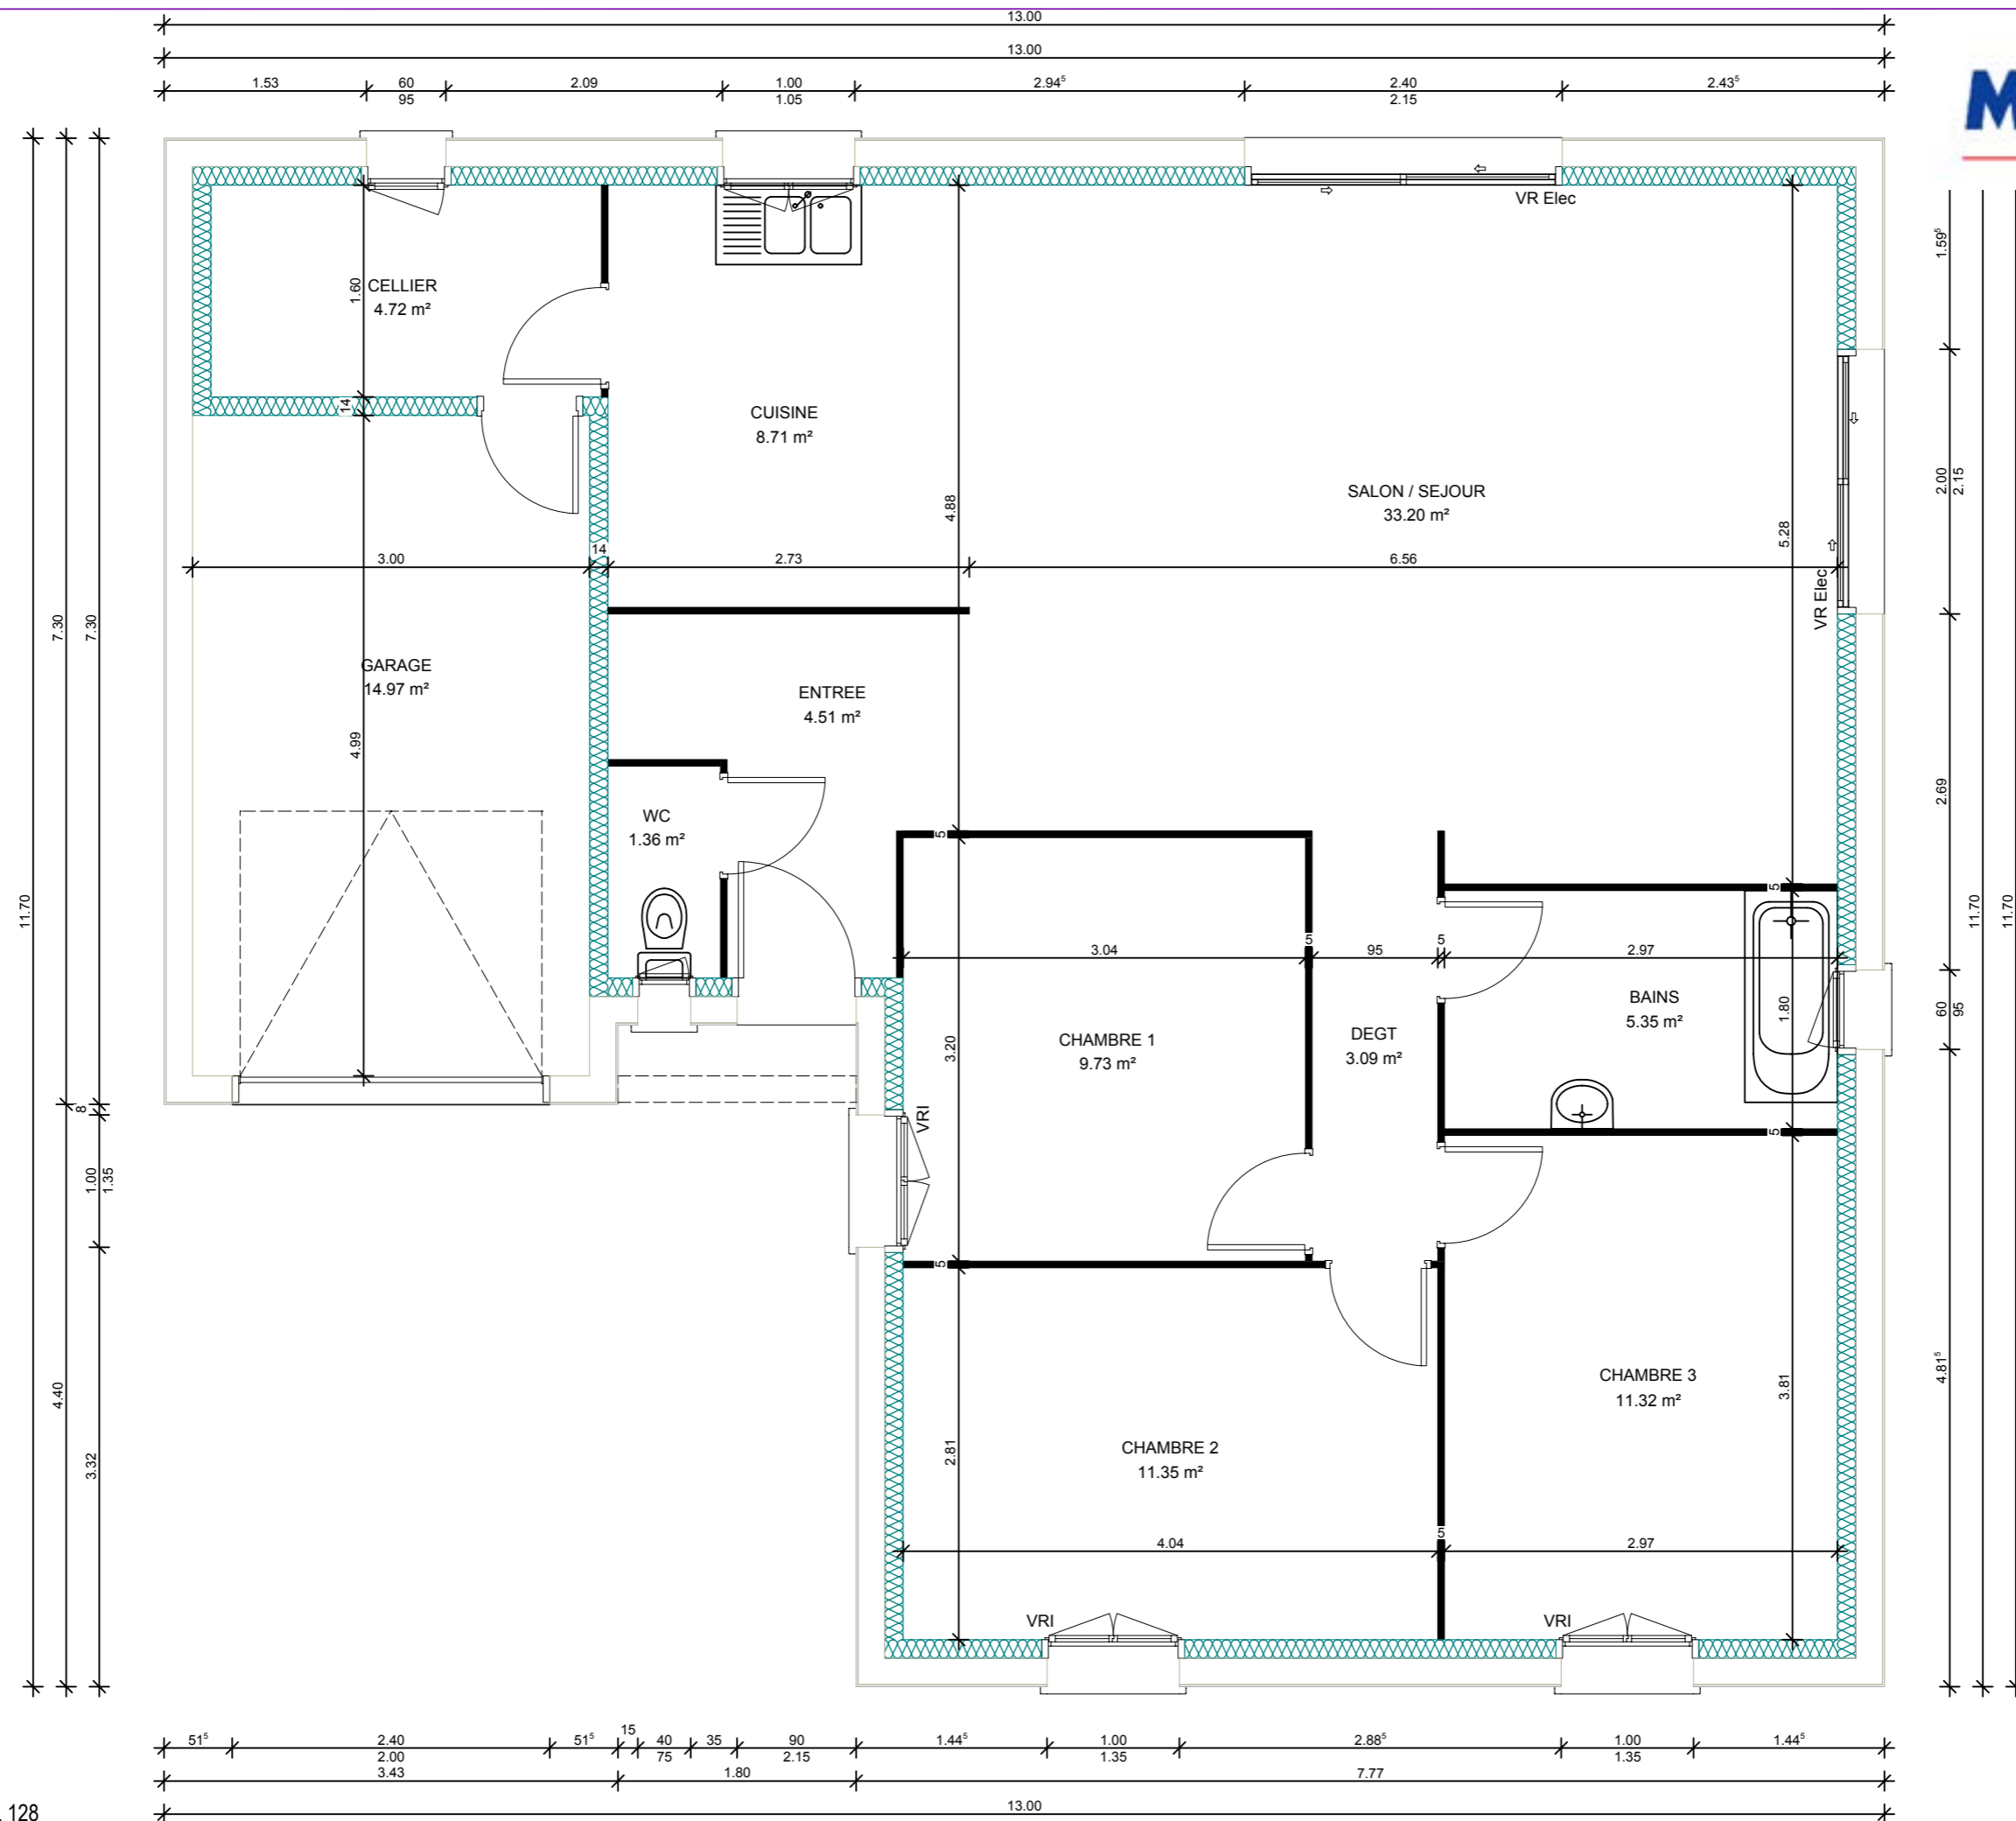 13.00
13.00
1.53 60 2.09 1.00 2.94⁵ 2.40 2.43⁵
95 1.05 2.15
M
VR Elec
1.59⁵
CELLIER
4.72 m²
1.60
14
CUISINE
8.71 m²
SALON / SEJOUR
33.20 m²
4.88
5.28
2.00
2.15
3.00 14 2.73 6.56
VR Elec
7.30
7.30
GARAGE
14.97 m²
ENTREE
4.51 m²
4.99
2.69
WC
1.36 m²
5
5
11.70
11.70
11.70
3.04 5 95 5 2.97
BAINS
5.35 m²
1.80
60
95
CHAMBRE 1
9.73 m²
3.20
DEGT
3.09 m²
8
VRI
5
1.00
1.35
5
CHAMBRE 3
11.32 m²
3.81
4.81⁵
4.40
3.32
CHAMBRE 2
11.35 m²
2.81
4.04 5 2.97
VRI
VRI
51⁵ 2.40 51⁵ 15 40 35 90 1.44⁵ 1.00 2.88⁵ 1.00 1.44⁵
2.00 75 2.15 1.35 1.35
3.43 1.80 7.77
13.00
128